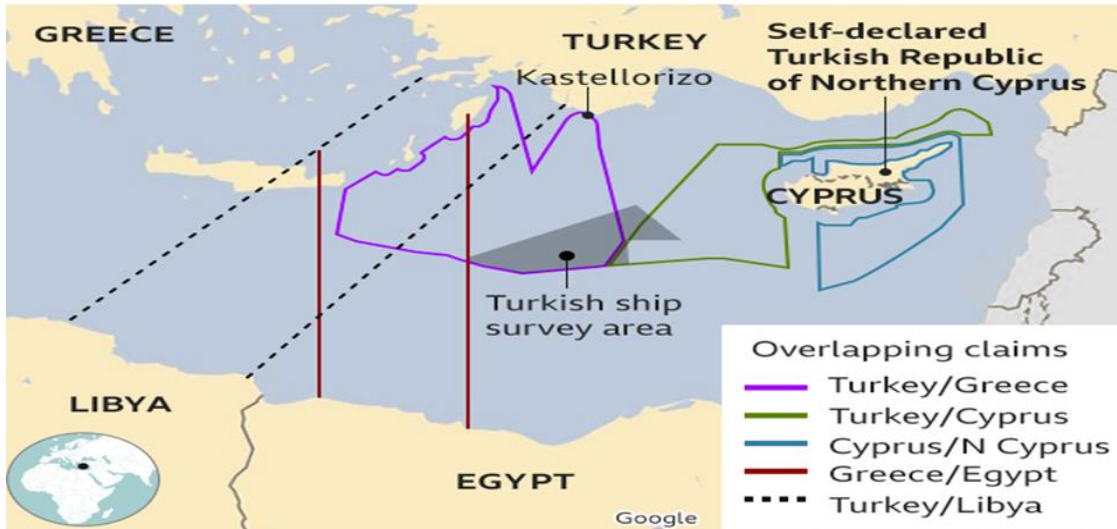 GREECE
TURKEY
Kastellorizo
Self-declared
Turkish Republic
of Northern Cyprus
CYPRUS
Turkish ship
survey area
LIBYA
EGYPT
Google
Overlapping claims
Turkey/Greece
Turkey/Cyprus
Cyprus/N Cyprus
Greece/Egypt
Turkey/Libya